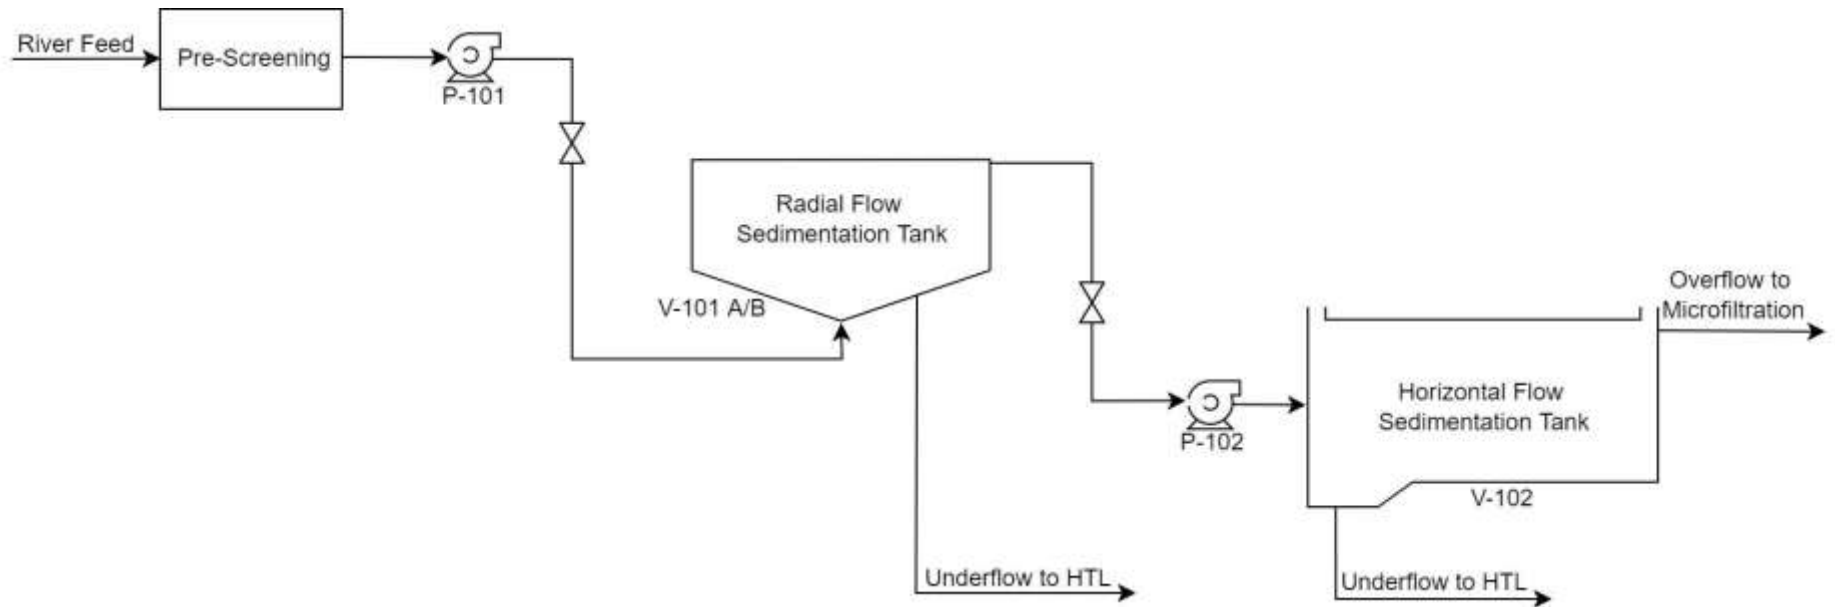 River Feed
Pre-Screening
P-101
Radial Flow
Sedimentation Tank
V-101 A/B
Overflow to
Microfiltration
Horizontal Flow
Sedimentation Tank
P-102
V-102
Underflow to HTL
Underflow to HTL